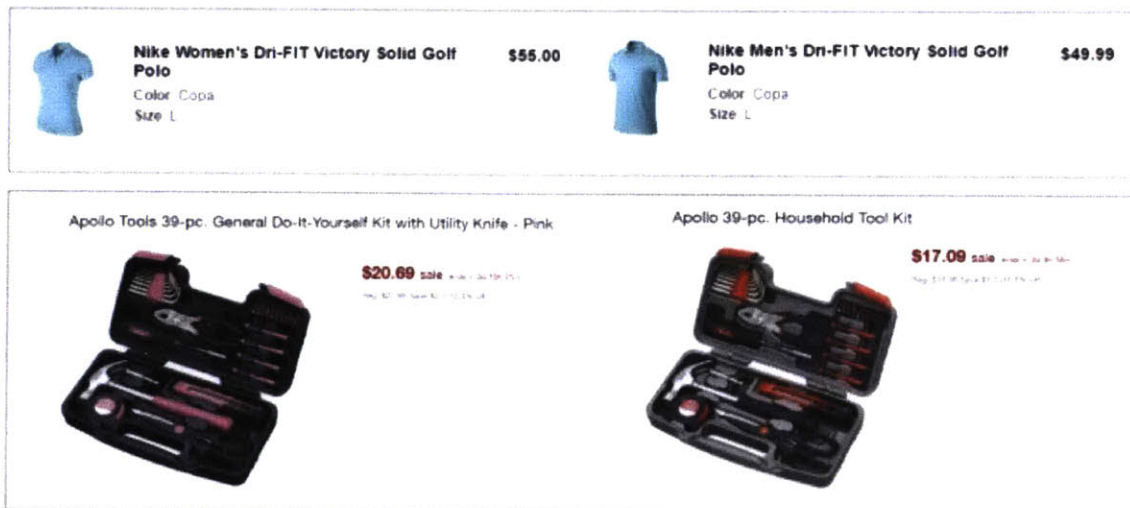 Nike Women's Dri-FIT Victory Solid Golf
Polo
$55.00
Color Copa
Size L
Nike Men's Dri-FIT Victory Solid Golf
Polo
$49.99
Color Copa
Size L
Apollo Tools 39-pc. General Do-It-Yourself Kit with Utility Knife - Pink
$20.69 sale
Apollo 39-pc. Household Tool Kit
$17.09 sale